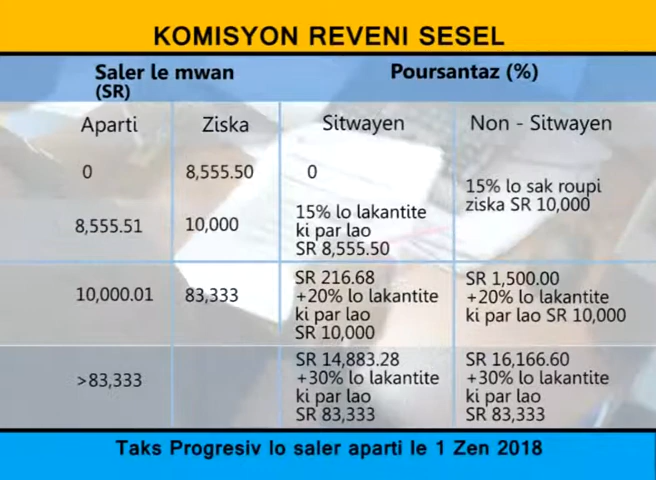 KOMISYON REVENI SESEL
Saler le mwan
(SR)
Poursantaz (%)
Aparti
Ziska
Sitwayen
Non - Sitwayen
0
8,555.50
0
15% lo sak roupi
ziska SR 10,000
8,555.51
10,000
15% lo lakantite
ki par lao
SR 8,555.50
10,000.01
83,333
SR 216.68
+20% lo lakantite
ki par lao
SR 10,000
SR 1,500.00
+20% lo lakantite
ki par lao SR 10,000
>83,333
SR 14,883.28
+30% lo lakantite
ki par lao
SR 83,333
SR 16,166.60
+30% lo lakantite
ki par lao
SR 83,333
Taks Progresiv lo saler aparti le 1 Zen 2018